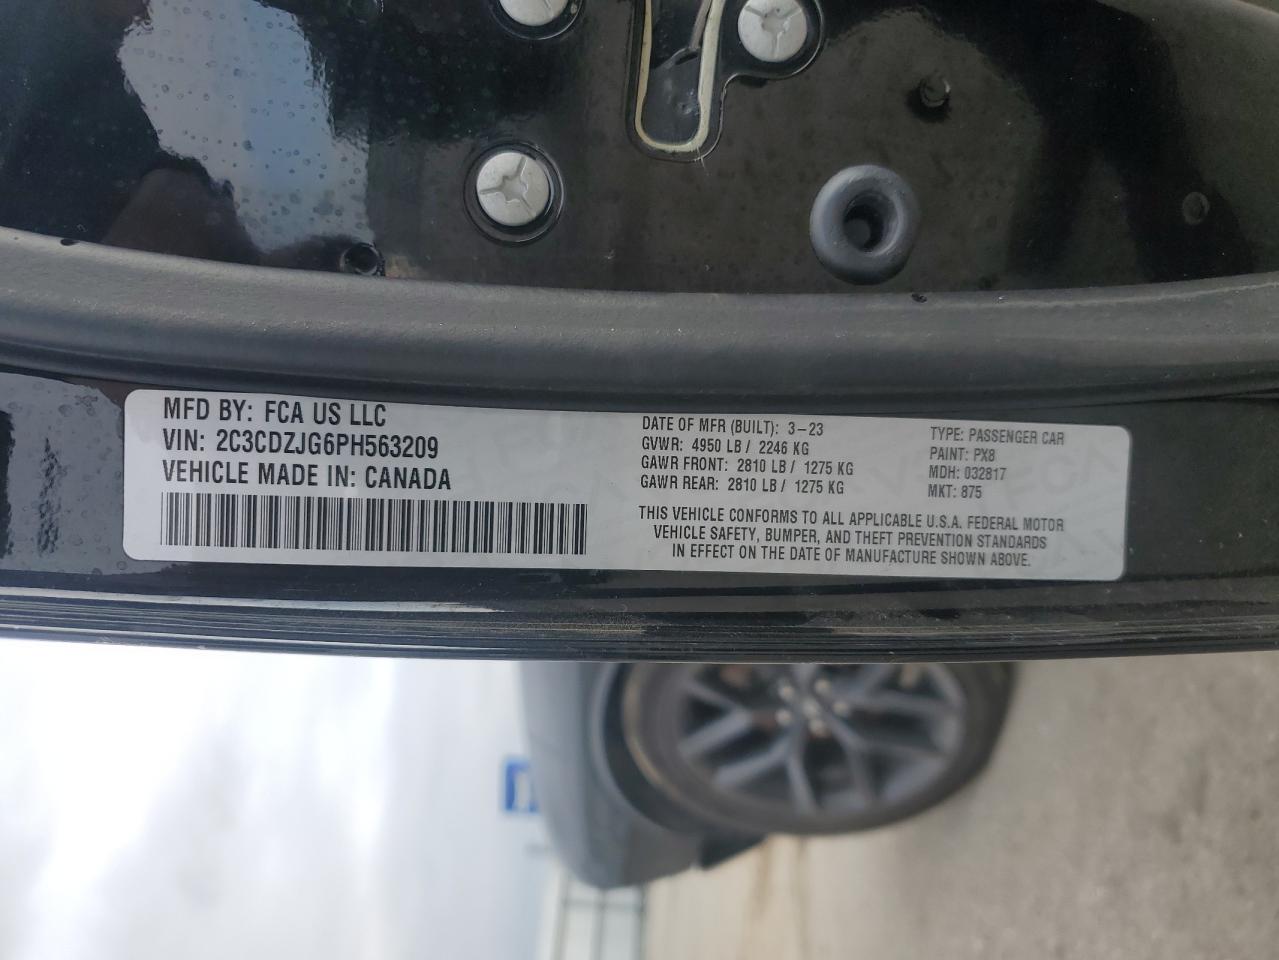 MFD BY: FCA US LLC
VIN: 2C3CDZJG6PH563209
VEHICLE MADE IN: CANADA
DATE OF MFR (BUILT): 3-23
GVWR: 4950 LB / 2246 KG
GAWR FRONT: 2810 LB / 1275 KG
GAWR REAR: 2810 LB / 1275 KG
TYPE: PASSENGER CAR
PAINT: PX8
MDH: 032817
MKT: 875
THIS VEHICLE CONFORMS TO ALL APPLICABLE U.S.A. FEDERAL MOTOR
VEHICLE SAFETY, BUMPER, AND THEFT PREVENTION STANDARDS
IN EFFECT ON THE DATE OF MANUFACTURE SHOWN ABOVE.